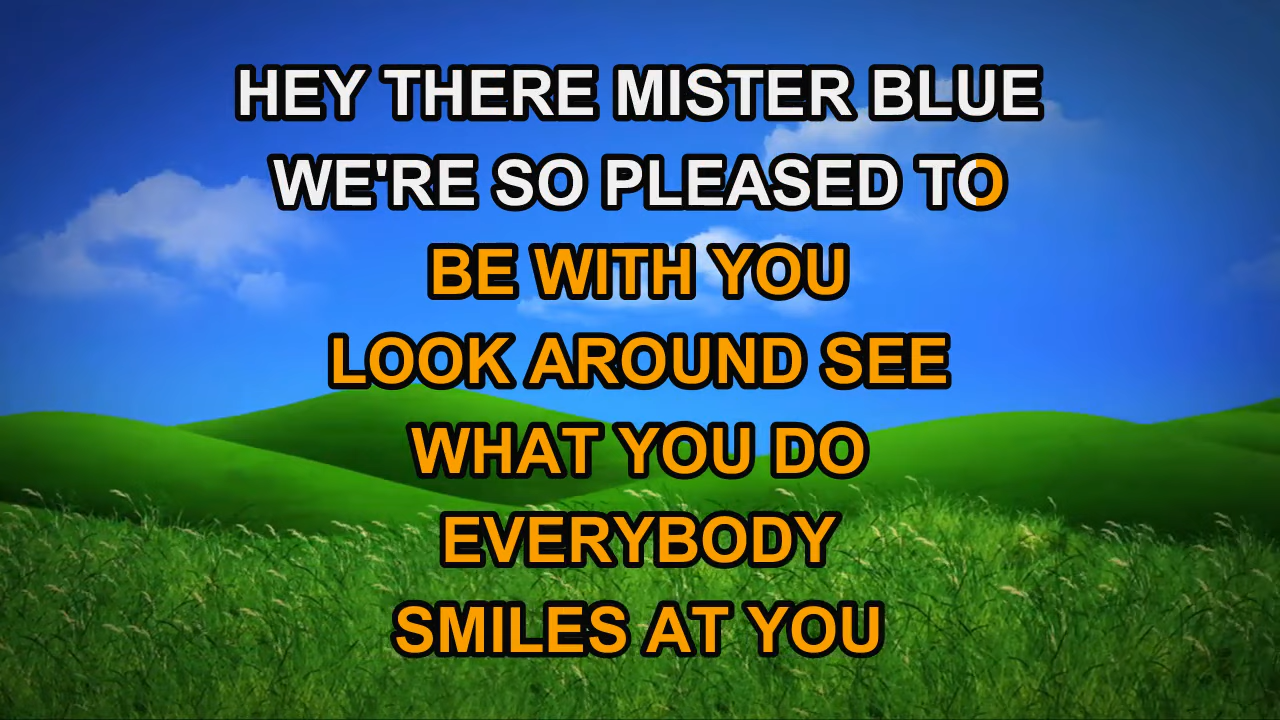 HEY THERE MISTER BLUE
WE'RE SO PLEASED TO
BE WITH YOU
LOOK AROUND SEE
WHAT YOU DO
EVERYBODY
SMILES AT YOU